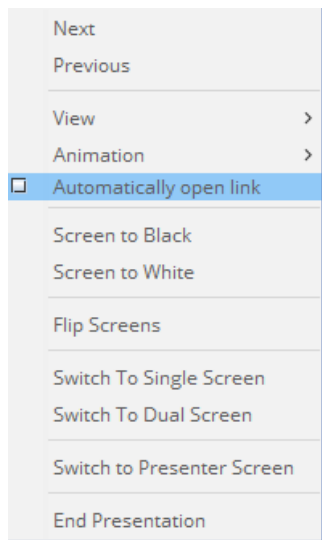 Next
Previous
View
Animation
Automatically open link
Screen to Black
Screen to White
Flip Screens
Switch To Single Screen
Switch To Dual Screen
Switch to Presenter Screen
End Presentation